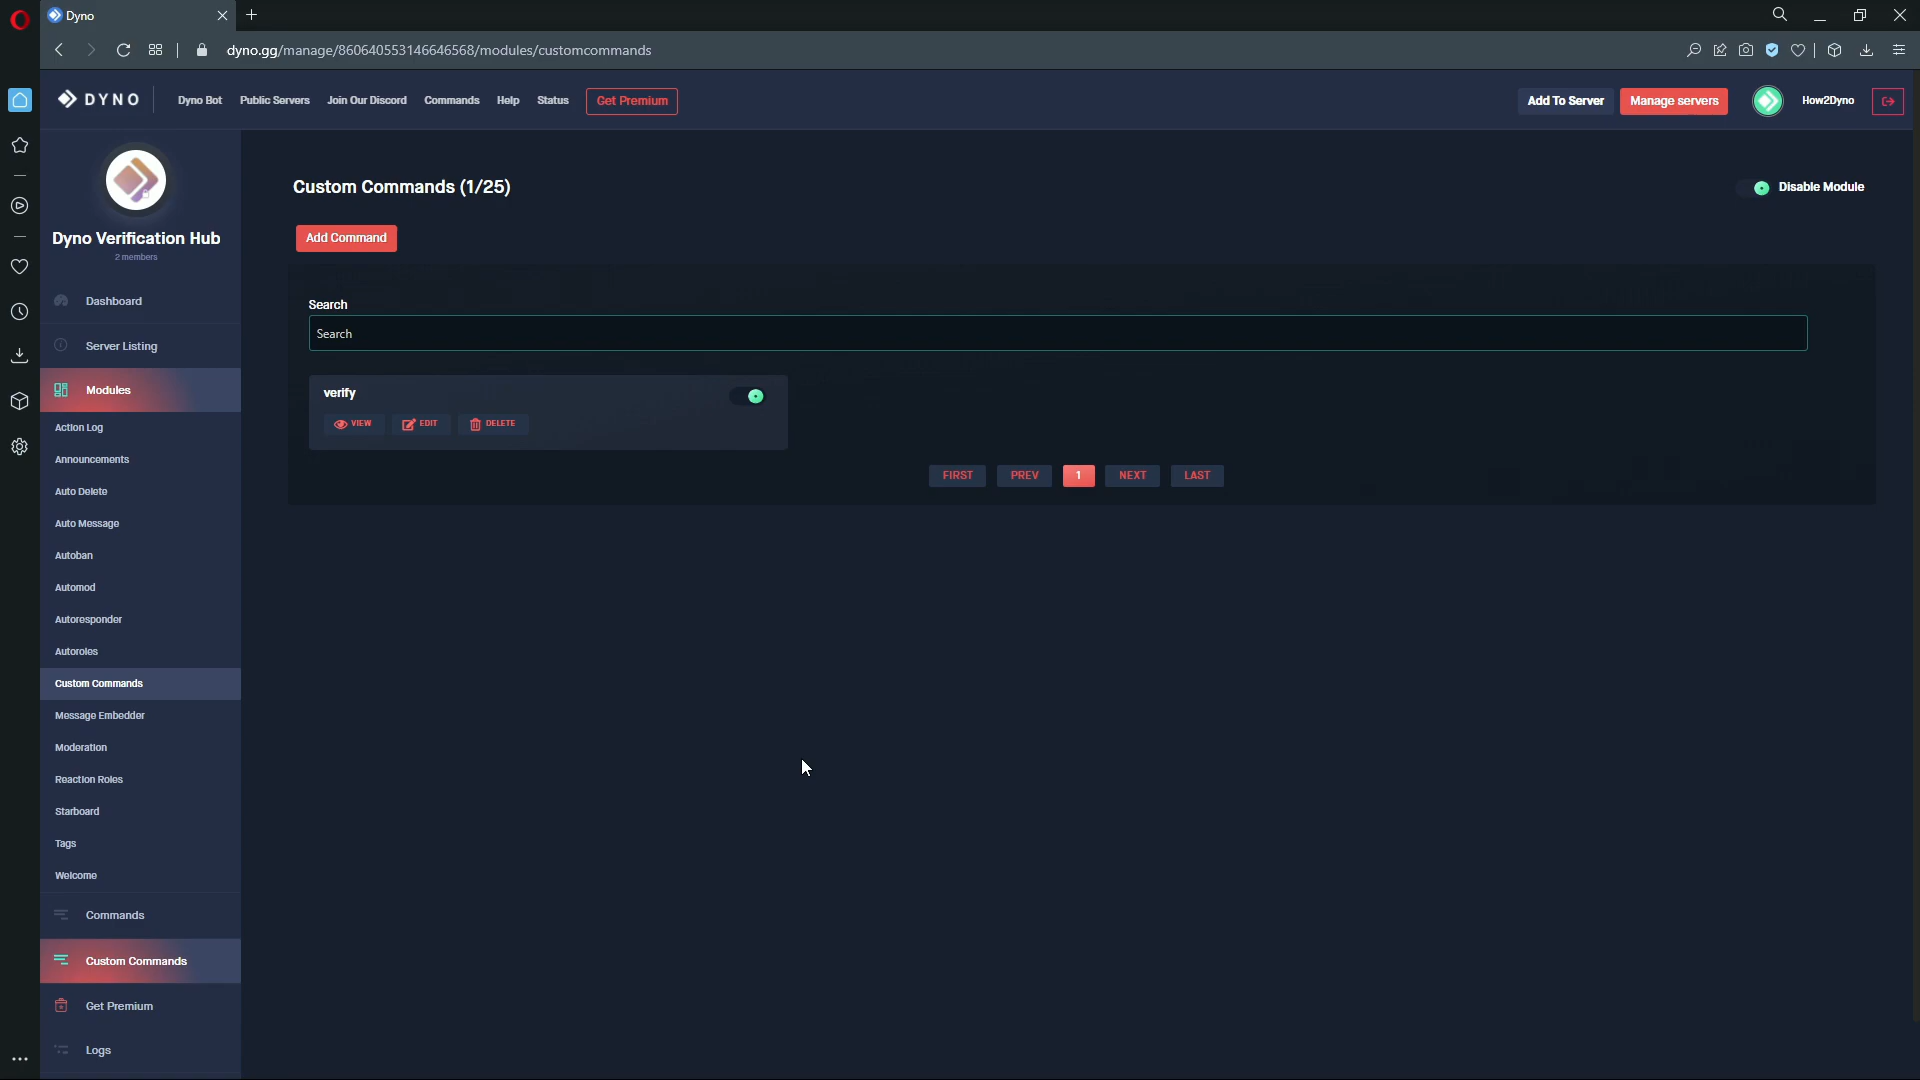 Dyno
dyno.gg/manage/860640553146646568/modules/customcommands
DYNO
Dyno Bot
Public Servers
Join Our Discord
Commands
Help
Status
Get Premium
Add To Server
Manage servers
How2Dyno
Dyno Verification Hub
2 members
Dashboard
Server Listing
Modules
Action Log
Announcements
Auto Delete
Auto Message
Autoban
Automod
Autoresponder
Autoroles
Custom Commands
Message Embedder
Moderation
Reaction Roles
Starboard
Tags
Welcome
Commands
Custom Commands
Get Premium
Logs
Custom Commands (1/25)
Disable Module
Add Command
Search
Search
verify
VIEW
EDIT
DELETE
FIRST
PREV
1
NEXT
LAST